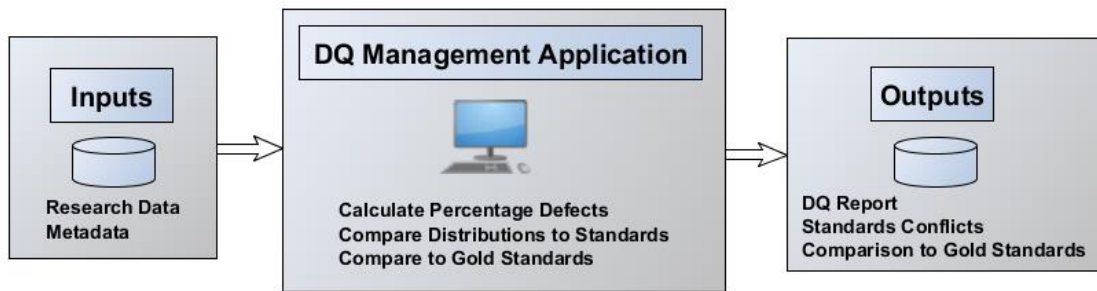 Inputs
Research Data
Metadata
DQ Management Application
Calculate Percentage Defects
Compare Distributions to Standards
Compare to Gold Standards
Outputs
DQ Report
Standards Conflicts
Comparison to Gold Standards